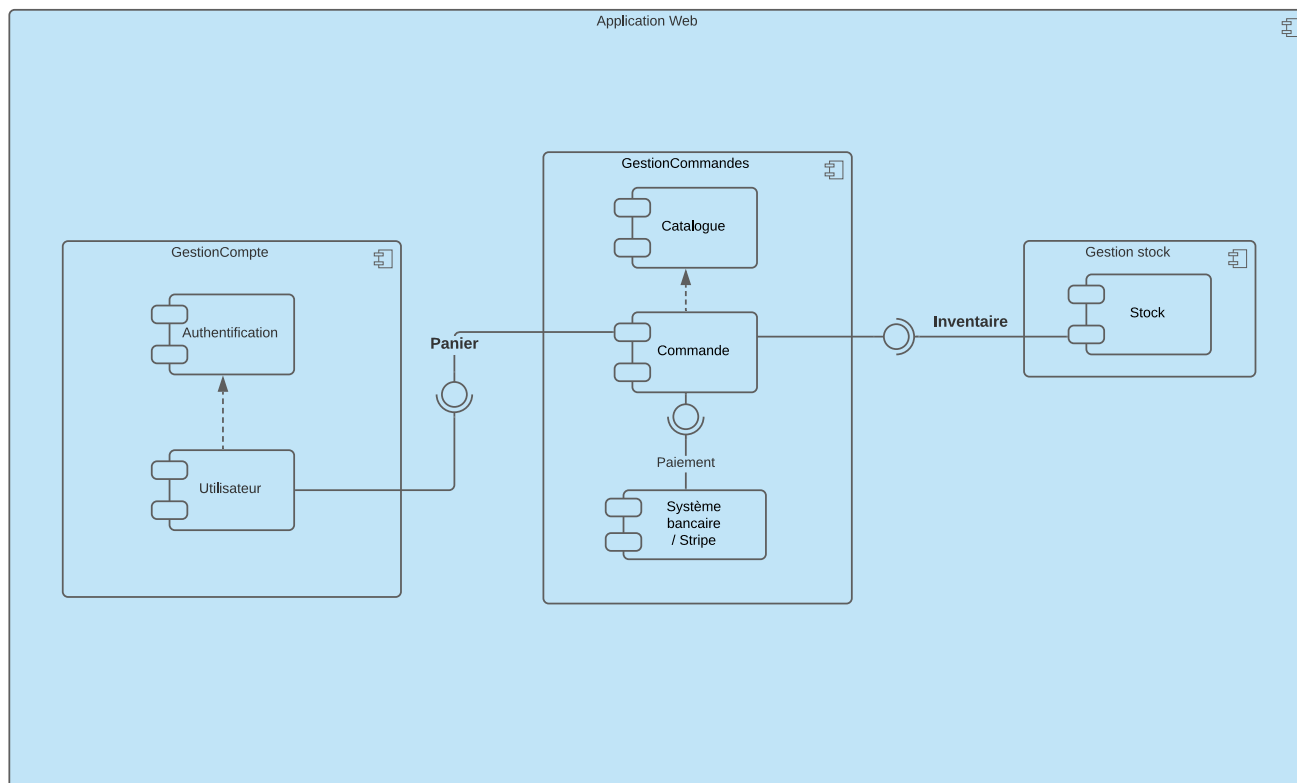 Application Web
GestionCompte
Authentification
Utilisateur
Panier
GestionCommandes
Catalogue
Commande
Paiement
Système
bancaire
/ Stripe
Inventaire
Gestion stock
Stock